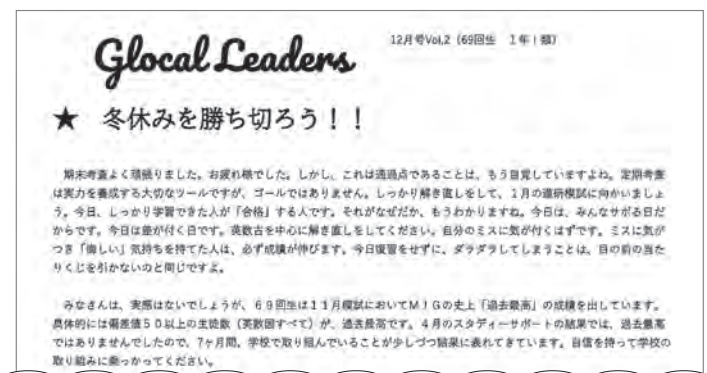 Glocal Leaders
12月号Vol.2（69回生　1年Ⅰ類）
★　冬休みを勝ち切ろう！！
期末考査よく頑張りました。お疲れ様でした。しかし、これは通過点であることは、もう自覚していますよね。定期考査
は実力を養成する大切なツールですが、ゴールではありません。しっかり解き直しをして、1月の進研模試に向かいましょ
う。今日、しっかり学習できた人が「合格」する人です。それがなぜだか、もうわかりますね。今日は、みんなサボる日だ
からです。今日は差が付く日です。英数古を中心に解き直しをしてください。自分のミスに気が付くはずです。ミスに気が
つき「悔しい」気持ちを持てた人は、必ず成績が伸びます。今日復習をせずに、ダラダラしてしまうことは、目の前の当た
りくじを引かないのと同じですよ。
みなさんは、実感はないでしょうが、69回生は11月模試においてMIGの史上「過去最高」の成績を出しています。
具体的には偏差値50以上の生徒数（英数国すべて）が、過去最高です。4月のスタディーサポートの結果では、過去最高
ではありませんでしたので、7ヶ月間、学校で取り組んでいることが少しづつ結果に表れてきています。自信を持って学校の
取り組みに乗っかってください。